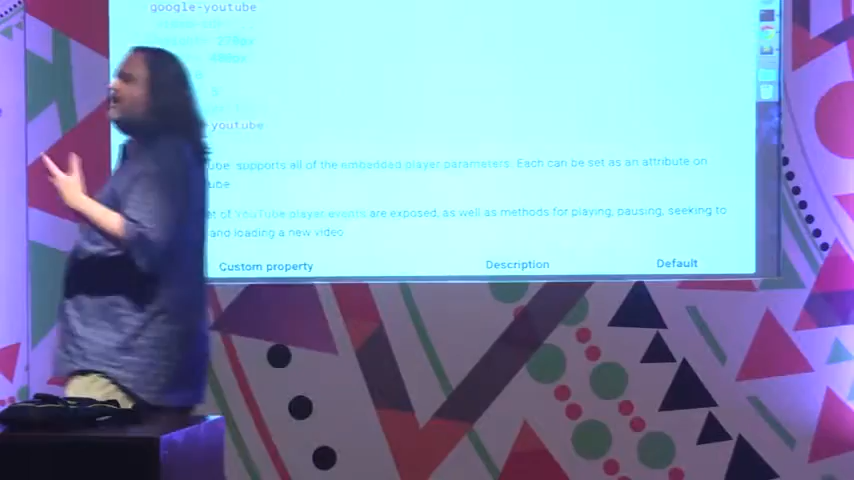 google-youtube
270px
youtube
ube supports all of the embedded player parameters. Each can be set as an attribute on
ube
et of YouTube player events are exposed, as well as methods for playing, pausing, seeking to
and loading a new video.
Custom property Description Default